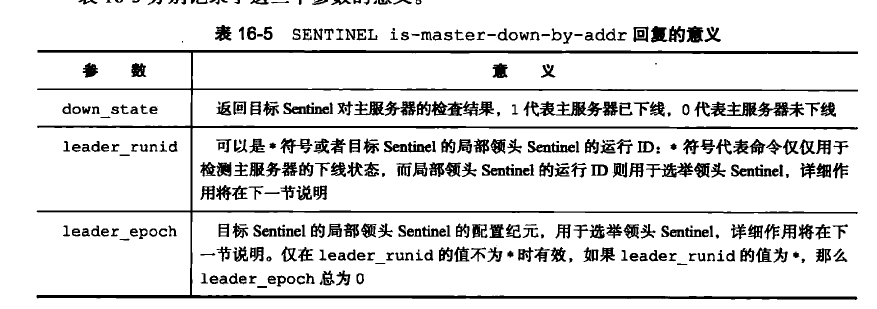 表 16-5 SENTINEL is-master-down-by-addr 回复的意义
参 数 意 义
down_state 返回目标 Sentinel 对主服务器的检查结果，1 代表主服务器已下线，0 代表主服务器未下线
leader_runid 可以是 * 符号或者目标 Sentinel 的局部领头 Sentinel 的运行 ID：* 符号代表命令仅仅用于
检测主服务器的下线状态，而局部领头 Sentinel 的运行 ID 则用于选举领头 Sentinel，详细作
用将在下一节说明
leader_epoch 目标 Sentinel 的局部领头 Sentinel 的配置纪元，用于选举领头 Sentinel，详细作用将在下
一节说明。仅在 leader_runid 的值不为 * 时有效，如果 leader_runid 的值为 *，那么
leader_epoch 总为 0